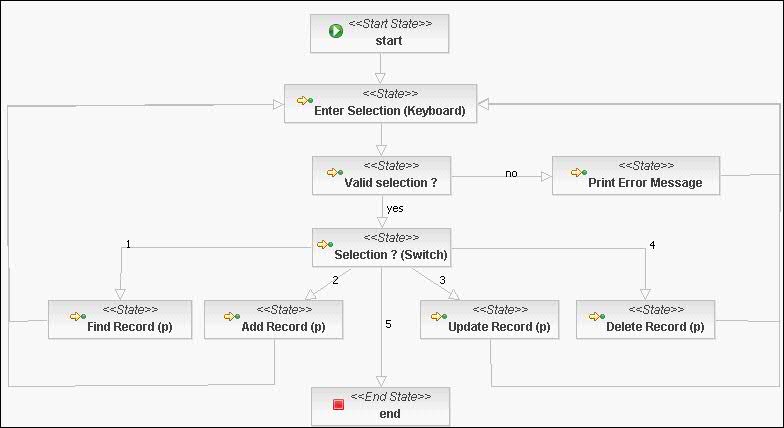 <<Start State>>
start
<<State>>
Enter Selection (Keyboard)
<<State>>
Valid selection ?
no
<<State>>
Print Error Message
yes
<<State>>
Selection ? (Switch)
1
2
3
4
5
<<State>>
Find Record (p)
<<State>>
Add Record (p)
<<State>>
Update Record (p)
<<State>>
Delete Record (p)
<<End State>>
end